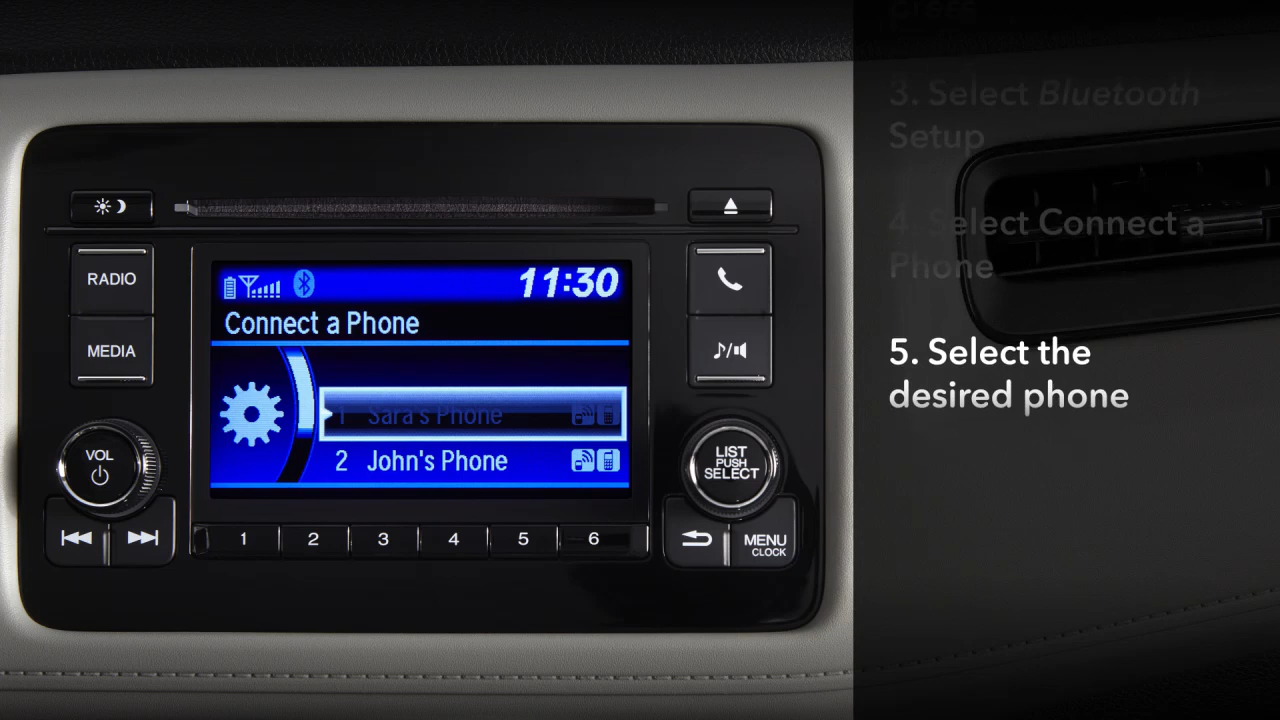 RADIO
MEDIA
VOL
11:30
Connect a Phone
1 Sara's Phone
2 John's Phone
1 2 3 4 5 6
LIST
PUSH
SELECT
MENU
CLOCK
press
3. Select Bluetooth
Setup
4. Select Connect a
Phone
5. Select the
desired phone